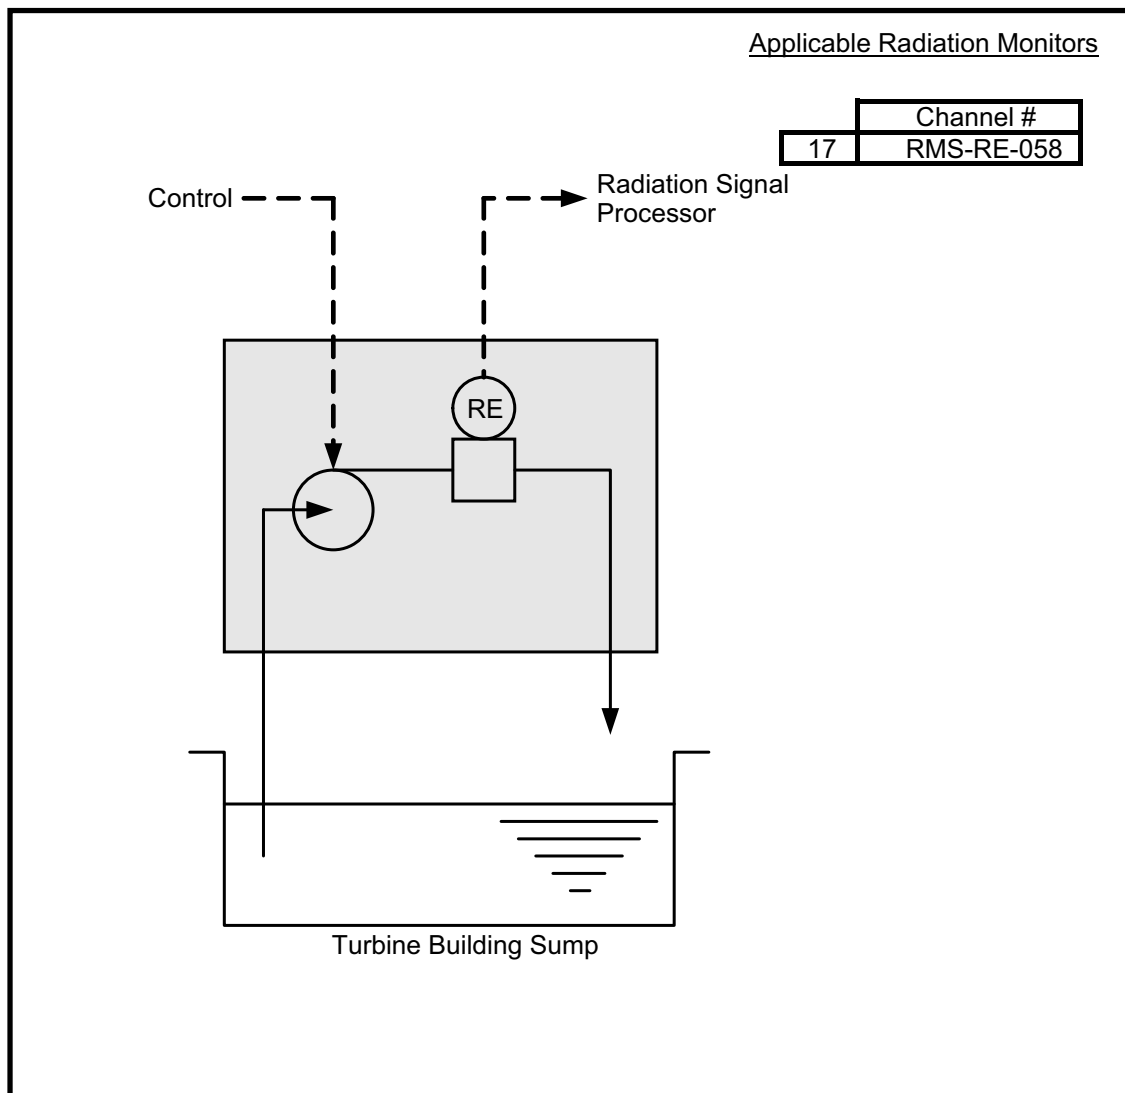 Applicable Radiation Monitors
Channel #
17 RMS-RE-058
Control
Radiation Signal
Processor
RE
Turbine Building Sump